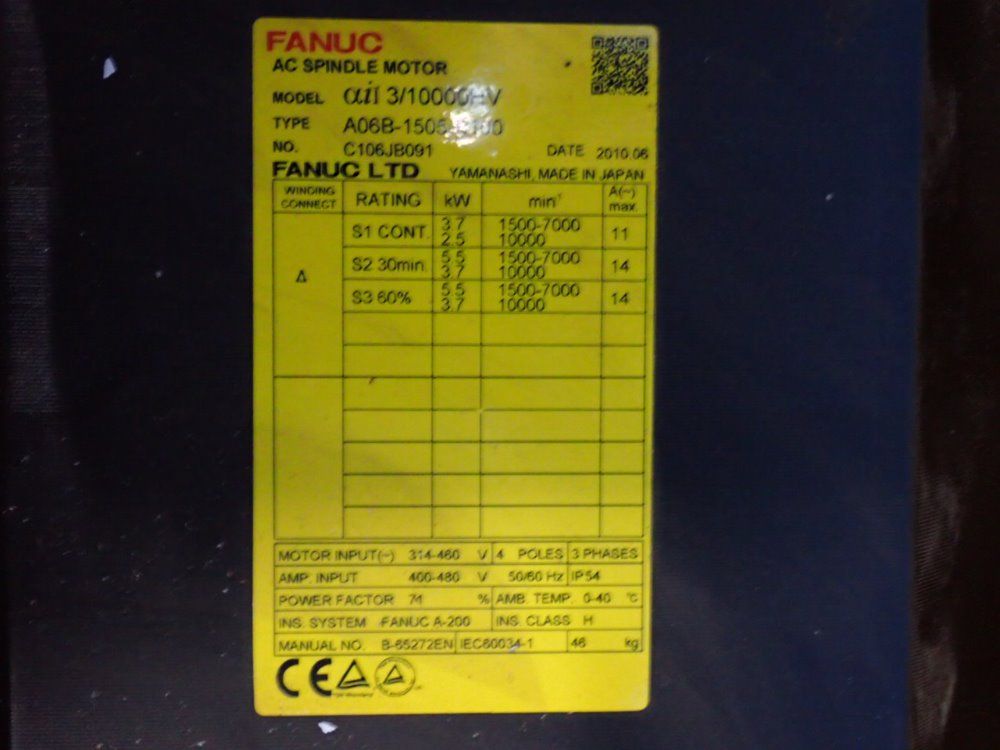 FANUC
AC SPINDLE MOTOR
MODEL αiI 3/10000HV
TYPE A06B-1505-
NO. C106JB091 DATE 2010.06
FANUC LTD YAMANASHI, MADE IN JAPAN
WINDING CONNECT RATING kW min⁻¹ A(~) max.
Δ
S1 CONT. 3.7 1500-7000 11
2.5 10000
S2 30min. 5.5 1500-7000 14
3.7 10000
S3 60% 5.5 1500-7000 14
3.7 10000
MOTOR INPUT(~) 314-460 V 4 POLES 3 PHASES
AMP. INPUT 400-480 V 50/60 Hz IP54
POWER FACTOR 71 % AMB. TEMP. 0-40 °C
INS. SYSTEM FANUC A-200 INS. CLASS H
MANUAL NO. B-65272EN IEC60034-1 46 kg
CE